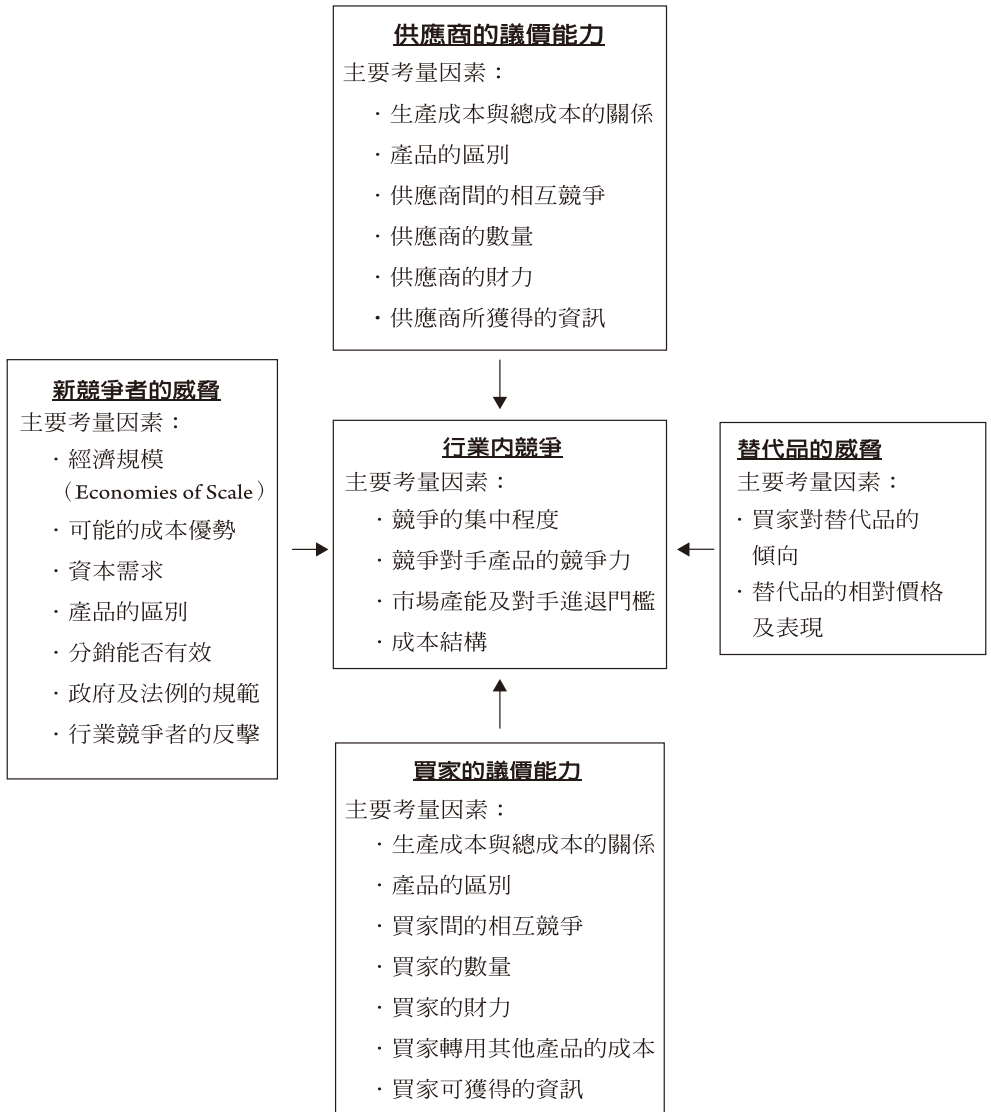 供應商的議價能力
主要考量因素：
· 生產成本與總成本的關係
· 產品的區別
· 供應商間的相互競爭
· 供應商的數量
· 供應商的財力
· 供應商所獲得的資訊
新競爭者的威脅
主要考量因素：
· 經濟規模
（Economies of Scale）
· 可能的成本優勢
· 資本需求
· 產品的區別
· 分銷能否有效
· 政府及法例的規範
· 行業競爭者的反擊
行業內競爭
主要考量因素：
· 競爭的集中程度
· 競爭對手產品的競爭力
· 市場產能及對手進退門檻
· 成本結構
替代品的威脅
主要考量因素：
· 買家對替代品的
傾向
· 替代品的相對價格
及表現
買家的議價能力
主要考量因素：
· 生產成本與總成本的關係
· 產品的區別
· 買家間的相互競爭
· 買家的數量
· 買家的財力
· 買家轉用其他產品的成本
· 買家可獲得的資訊